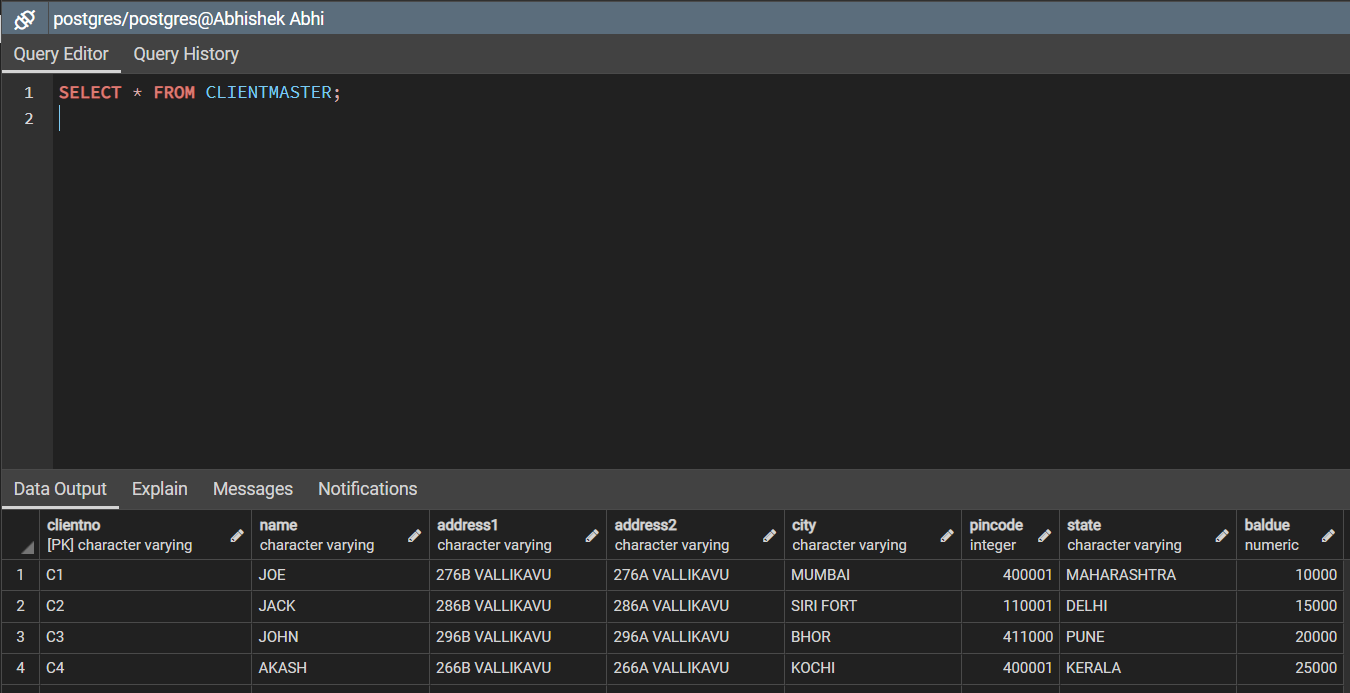 postgres/postgres@Abhishek Abhi
Query Editor Query History
1 SELECT * FROM CLIENTMASTER;
2
Data Output Explain Messages Notifications
clientno name address1 address2 city pincode state baldue
[PK] character varying character varying character varying character varying character varying integer character varying numeric
1 C1 JOE 276B VALLIKAVU 276A VALLIKAVU MUMBAI 400001 MAHARASHTRA 10000
2 C2 JACK 286B VALLIKAVU 286A VALLIKAVU SIRI FORT 110001 DELHI 15000
3 C3 JOHN 296B VALLIKAVU 296A VALLIKAVU BHOR 411000 PUNE 20000
4 C4 AKASH 266B VALLIKAVU 266A VALLIKAVU KOCHI 400001 KERALA 25000